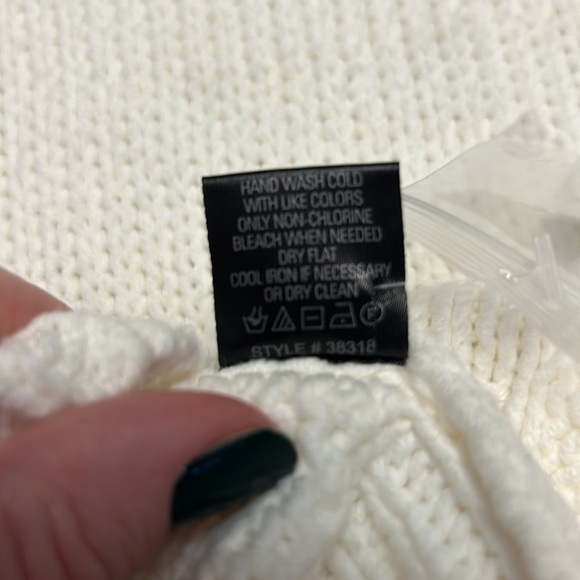 HAND WASH COLD
WITH LIKE COLORS
ONLY NON-CHLORINE
BLEACH WHEN NEEDED
DRY FLAT
COOL IRON IF NECESSARY
OR DRY CLEAN
F
STYLE # 38318